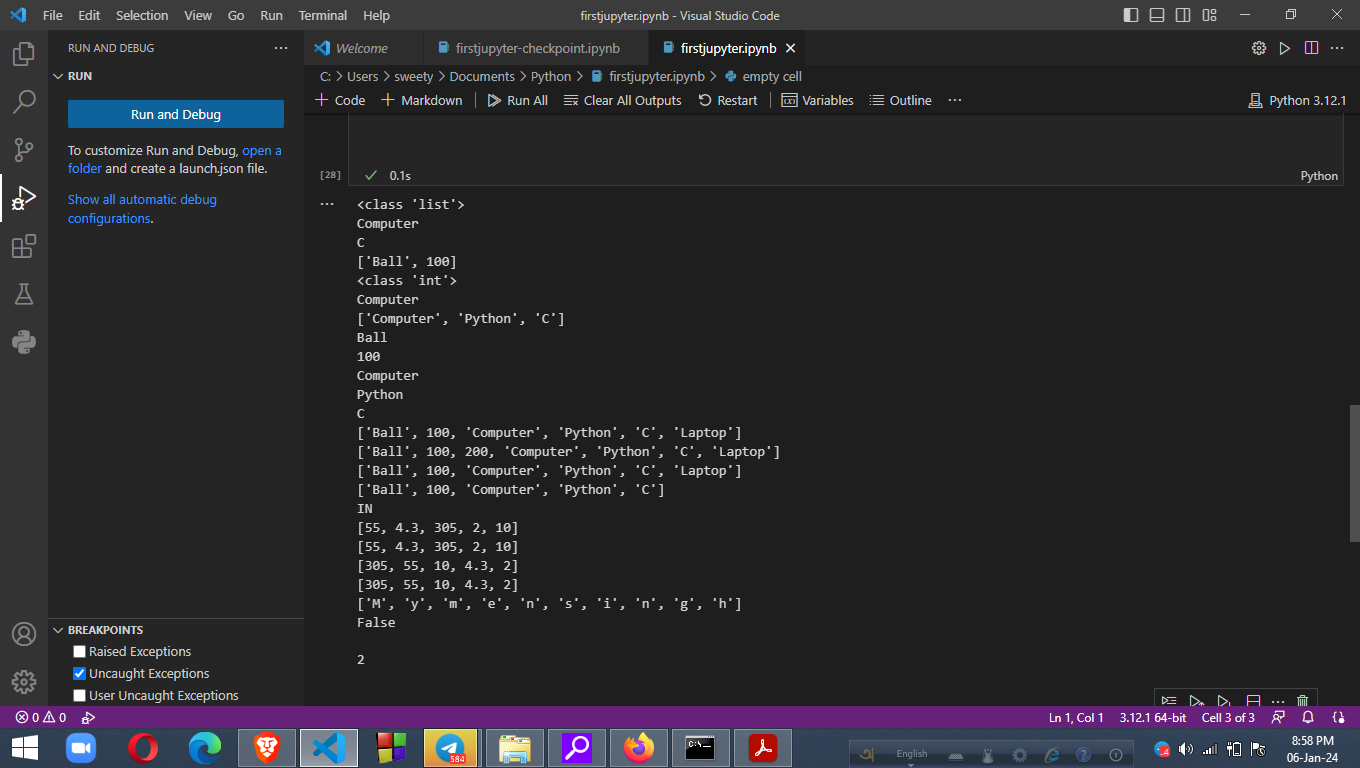 File Edit Selection View Go Run Terminal Help firstjupyter.ipynb - Visual Studio Code
RUN AND DEBUG
Welcome firstjupyter-checkpoint.ipynb firstjupyter.ipynb
RUN
C: > Users > sweety > Documents > Python > firstjupyter.ipynb > empty cell
Code Markdown Run All Clear All Outputs Restart Variables Outline Python 3.12.1
Run and Debug
To customize Run and Debug, open a
folder and create a launch.json file.
Show all automatic debug
configurations.
[28] 0.1s Python
<class 'list'>
Computer
C
['Ball', 100]
<class 'int'>
Computer
['Computer', 'Python', 'C']
Ball
100
Computer
Python
C
['Ball', 100, 'Computer', 'Python', 'C', 'Laptop']
['Ball', 100, 200, 'Computer', 'Python', 'C', 'Laptop']
['Ball', 100, 'Computer', 'Python', 'C', 'Laptop']
['Ball', 100, 'Computer', 'Python', 'C']
IN
[55, 4.3, 305, 2, 10]
[55, 4.3, 305, 2, 10]
[305, 55, 10, 4.3, 2]
[305, 55, 10, 4.3, 2]
['M', 'y', 'm', 'e', 'n', 's', 'i', 'n', 'g', 'h']
False
2
BREAKPOINTS
Raised Exceptions
Uncaught Exceptions
User Uncaught Exceptions
0 0 Ln 1, Col 1 3.12.1 64-bit Cell 3 of 3
584
English
8:58 PM
06-Jan-24